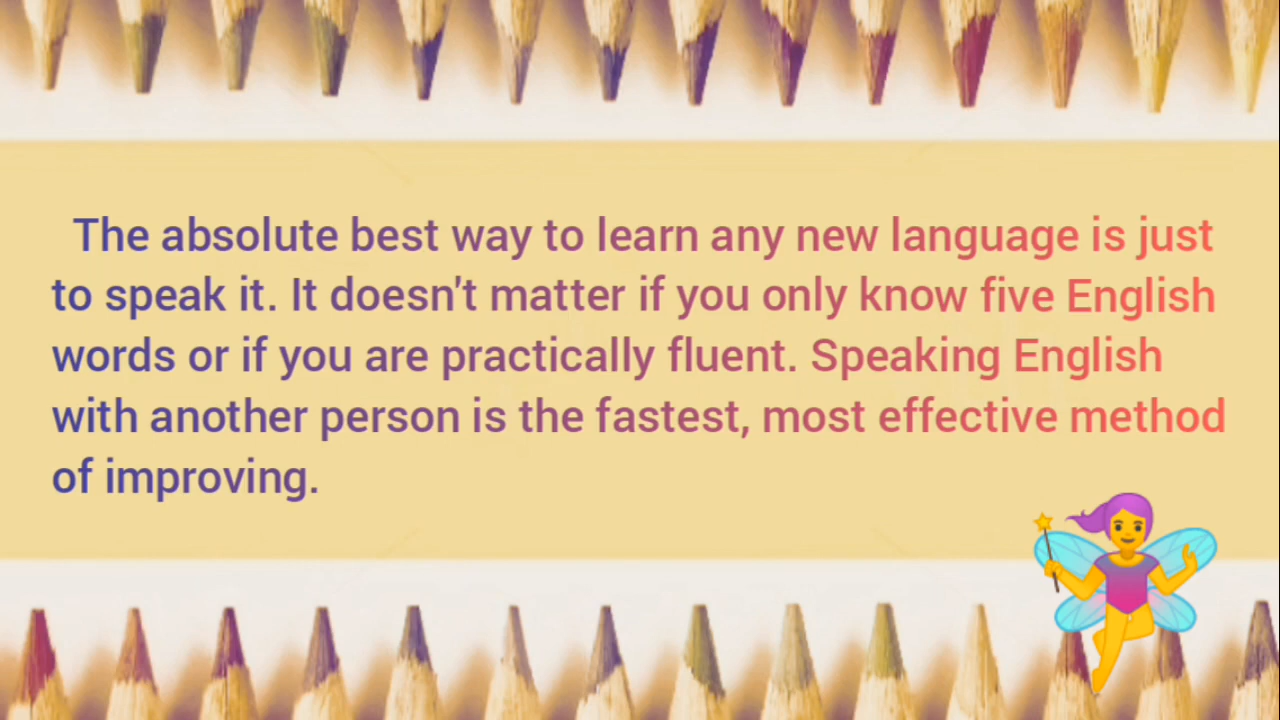 The absolute best way to learn any new language is just
to speak it. It doesn't matter if you only know five English
words or if you are practically fluent. Speaking English
with another person is the fastest, most effective method
of improving.